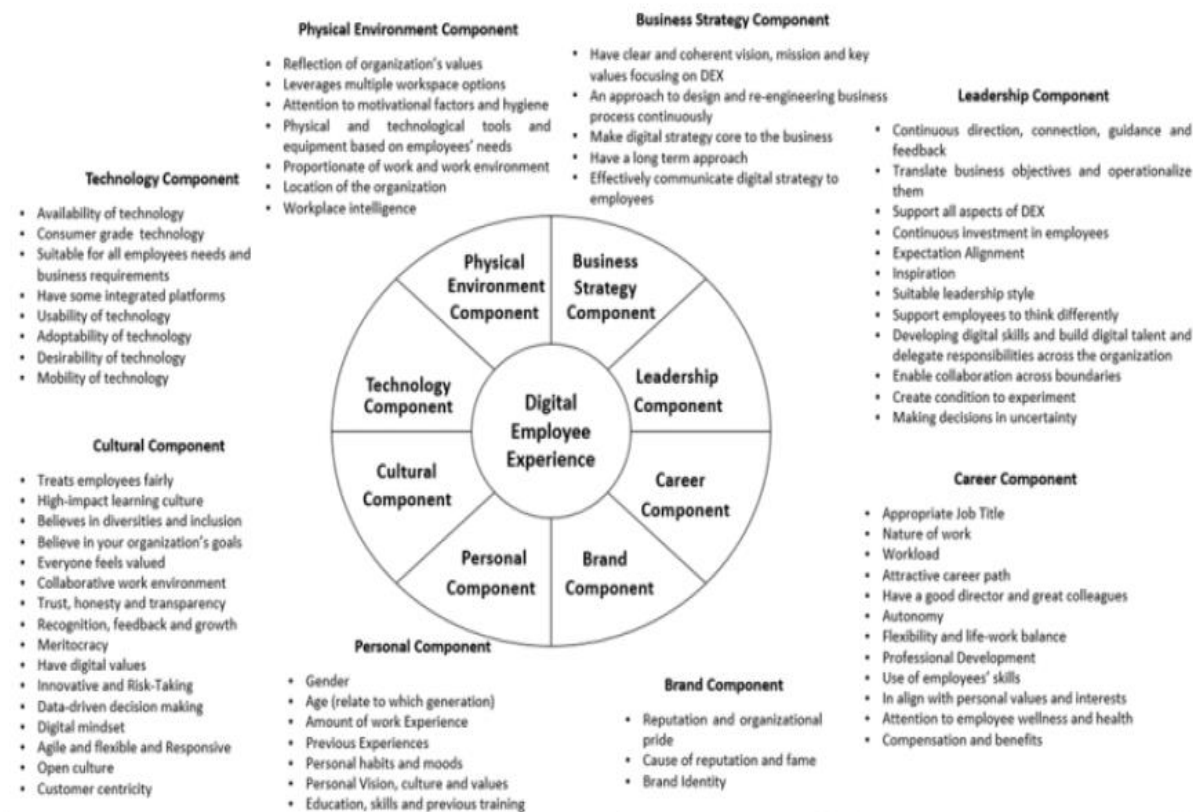 Physical Environment Component
• Reflection of organization's values
• Leverages multiple workspace options
• Attention to motivational factors and hygiene
• Physical and technological tools and
equipment based on employees' needs
• Proportionate of work and work environment
• Location of the organization
• Workplace intelligence
Business Strategy Component
• Have clear and coherent vision, mission and key
values focusing on DEX
• An approach to design and re-engineering business
process continuously
• Make digital strategy core to the business
• Have a long term approach
• Effectively communicate digital strategy to
employees
Leadership Component
• Continuous direction, connection, guidance and
feedback
• Translate business objectives and operationalize
them
• Support all aspects of DEX
• Continuous investment in employees
• Expectation Alignment
• Inspiration
• Suitable leadership style
• Support employees to think differently
• Developing digital skills and build digital talent and
delegate responsibilities across the organization
• Enable collaboration across boundaries
• Create condition to experiment
• Making decisions in uncertainty
Technology Component
• Availability of technology
• Consumer grade technology
• Suitable for all employees needs and
business requirements
• Have some integrated platforms
• Usability of technology
• Adoptability of technology
• Desirability of technology
• Mobility of technology
Physical
Environment
Component
Business
Strategy
Component
Technology
Component
Leadership
Component
Digital
Employee
Experience
Cultural
Component
Career
Component
Personal
Component
Brand
Component
Cultural Component
• Treats employees fairly
• High-impact learning culture
• Believes in diversities and inclusion
• Believe in your organization's goals
• Everyone feels valued
• Collaborative work environment
• Trust, honesty and transparency
• Recognition, feedback and growth
• Meritocracy
• Have digital values
• Innovative and Risk-Taking
• Data-driven decision making
• Digital mindset
• Agile and flexible and Responsive
• Open culture
• Customer centricity
Personal Component
• Gender
• Age (relate to which generation)
• Amount of work Experience
• Previous Experiences
• Personal habits and moods
• Personal Vision, culture and values
• Education, skills and previous training
Brand Component
• Reputation and organizational
pride
• Cause of reputation and fame
• Brand Identity
Career Component
• Appropriate Job Title
• Nature of work
• Workload
• Attractive career path
• Have a good director and great colleagues
• Autonomy
• Flexibility and life-work balance
• Professional Development
• Use of employees' skills
• In align with personal values and interests
• Attention to employee wellness and health
• Compensation and benefits